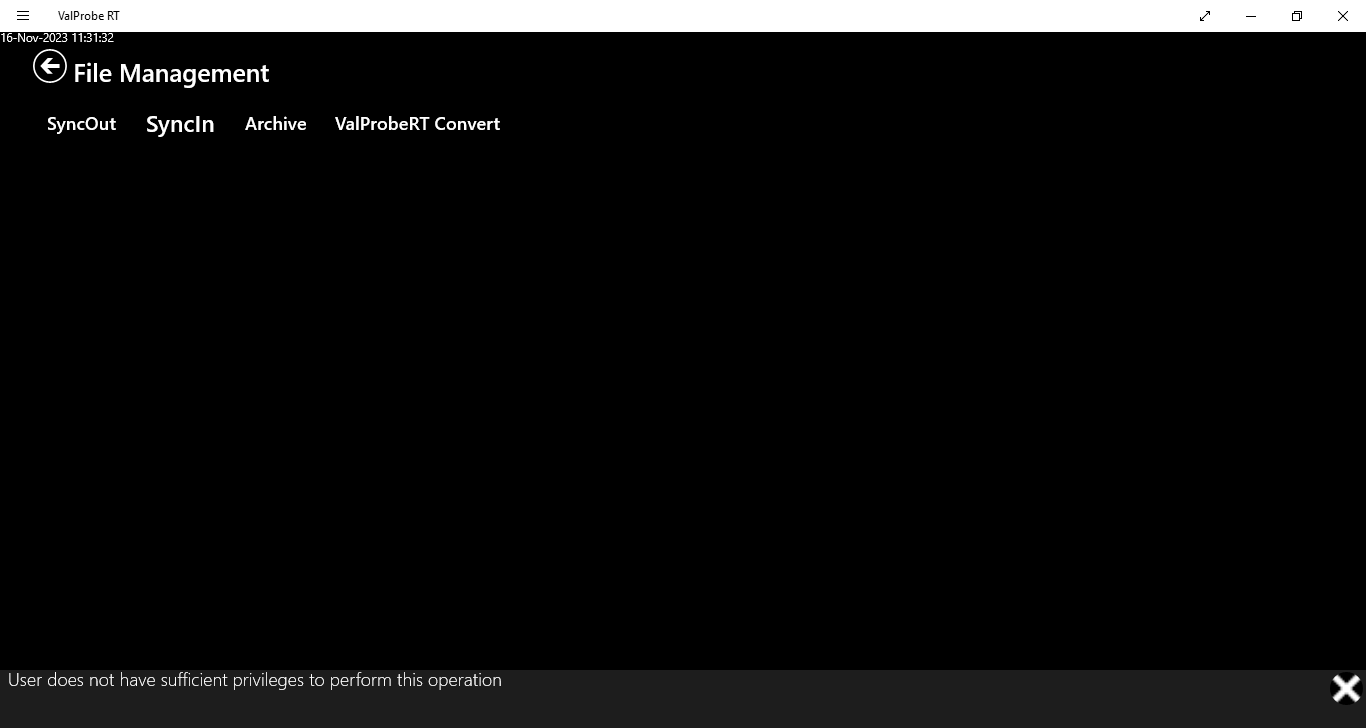 ValProbe RT
16-Nov-2023 11:31:32
File Management
SyncOut SyncIn Archive ValProbeRT Convert
User does not have sufficient privileges to perform this operation